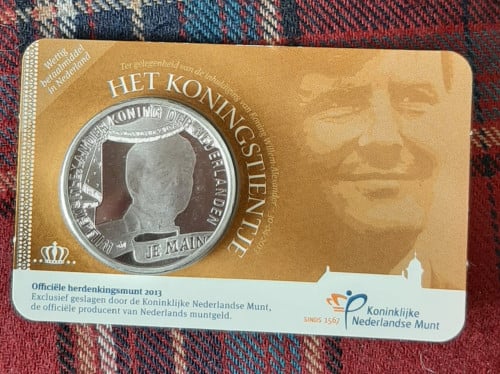 Wettig
betaalmiddel
in Nederland
Ter gelegenheid van de inhuldiging van Koning Willem-Alexander 30-04-2013
HET KONINGSTIENTJE
WILLEM-ALEXANDER KONING DER NEDERLANDEN
JE MAIN
Officiële herdenkingsmunt 2013
Exclusief geslagen door de Koninklijke Nederlandse Munt,
de officiële producent van Nederlands muntgeld.
SINDS 1567
Koninklijke
Nederlandse Munt